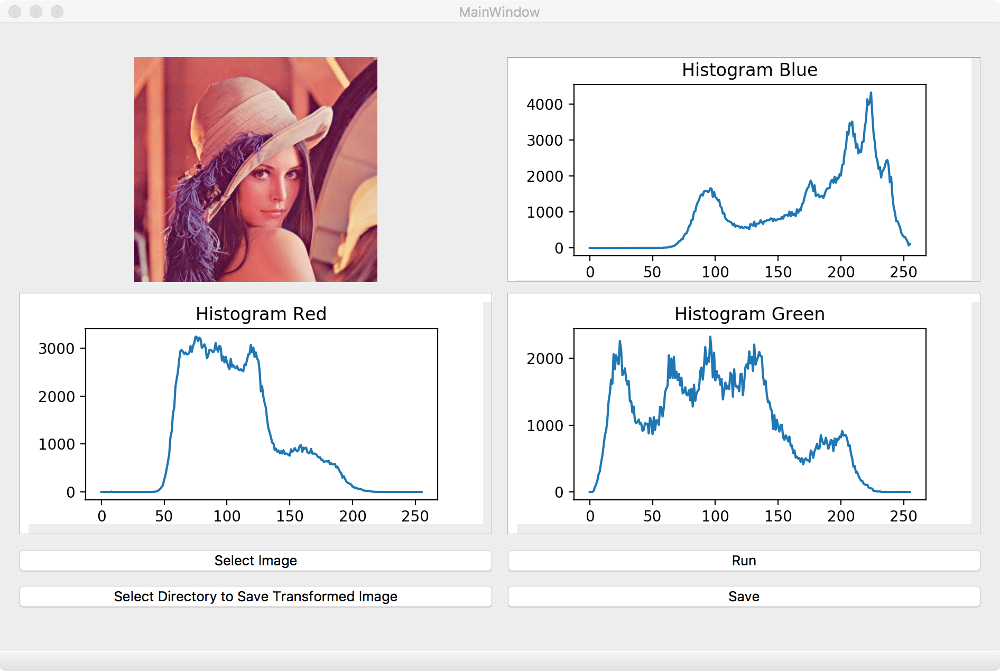 MainWindow
Histogram Blue
4000
3000
2000
1000
0
0 50 100 150 200 250
Histogram Red
3000
2000
1000
0
0 50 100 150 200 250
Histogram Green
2000
1000
0
0 50 100 150 200 250
Select Image
Run
Select Directory to Save Transformed Image
Save